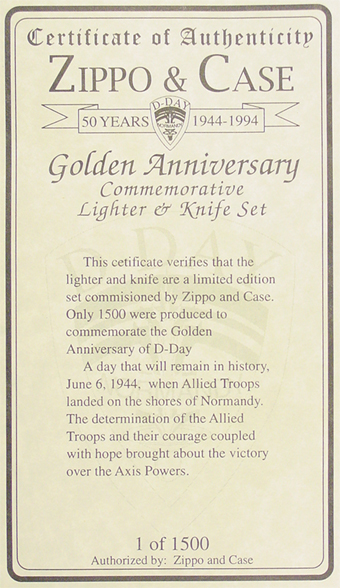 Certificate of Authenticity
ZIPPO & CASE
D-DAY
50 YEARS NORMANDY 1944-1994
Golden Anniversary
Commemorative
Lighter & Knife Set
This cetificate verifies that the
lighter and knife are a limited edition
set commisioned by Zippo and Case.
Only 1500 were produced to
commemorate the Golden
Anniversary of D-Day
A day that will remain in history,
June 6, 1944, when Allied Troops
landed on the shores of Normandy.
The determination of the Allied
Troops and their courage coupled
with hope brought about the victory
over the Axis Powers.
1 of 1500
Authorized by: Zippo and Case